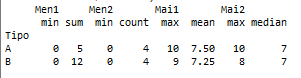 Men1 Men2 Mai1 Mai2
min sum min count max mean max median
Tipo
A 0 5 0 4 10 7.50 10 7
B 0 12 0 4 9 7.25 8 7